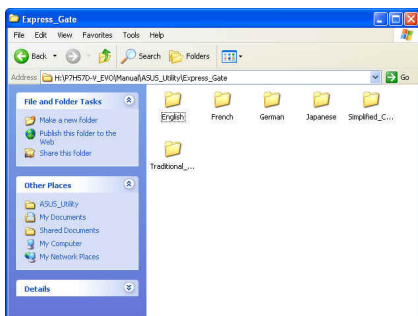 Express_Gate
File Edit View Favorites Tools Help
Back Search Folders
Address H:\P7H57D-V_EVO\Manual\ASUS_Utility\Express_Gate Go
File and Folder Tasks
Make a new folder
Publish this folder to the
Web
Share this folder
Other Places
ASUS_Utility
My Documents
Shared Documents
My Computer
My Network Places
Details
English French German Japanese Simplified_C...
Traditional_...